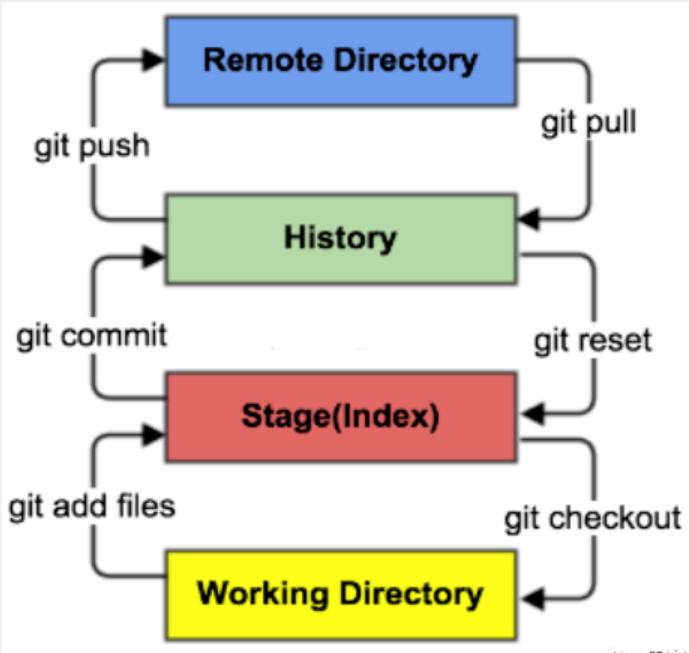 Remote Directory
git pull
git push
History
git commit
git reset
Stage(Index)
git add files
git checkout
Working Directory